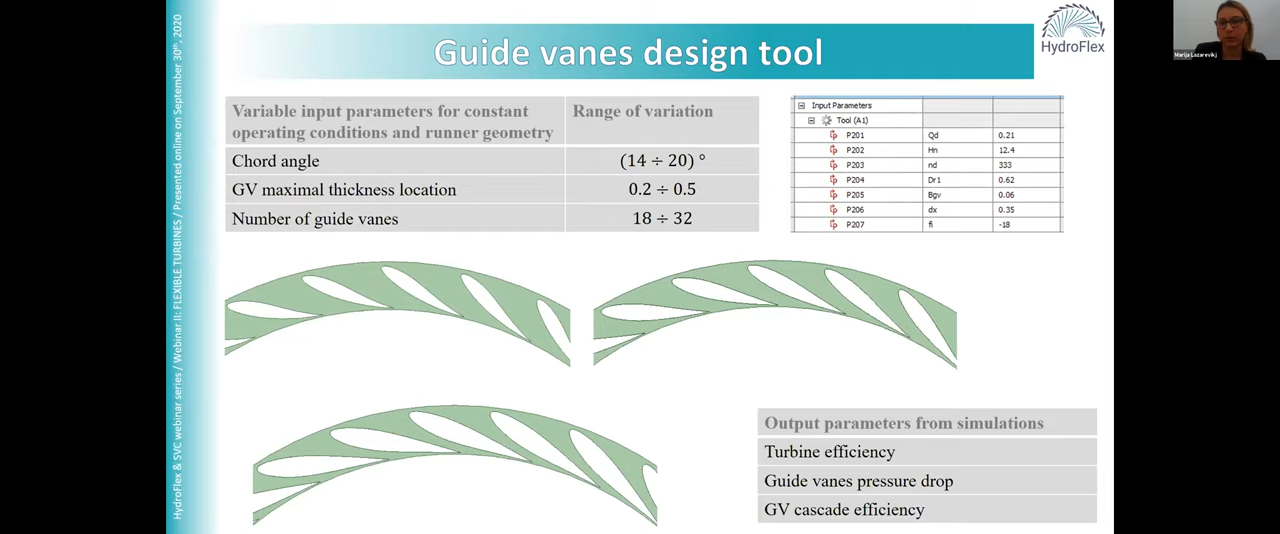 HydroFlex & SVC webinar series / Webinar II: FLEXIBLE TURBINES / Presented online on September 30th, 2020
Guide vanes design tool
HYDROFLEX
Marija Lazarevikj
Variable input parameters for constant operating conditions and runner geometry
Range of variation
Chord angle (14 ÷ 20) °
GV maximal thickness location 0.2 ÷ 0.5
Number of guide vanes 18 ÷ 32
Input Parameters
Tool (A1)
P201 Qd 0.21
P202 Hn 12.4
P203 nd 333
P204 Dr1 0.62
P205 Bgv 0.06
P206 dx 0.35
P207 fi -18
Output parameters from simulations
Turbine efficiency
Guide vanes pressure drop
GV cascade efficiency